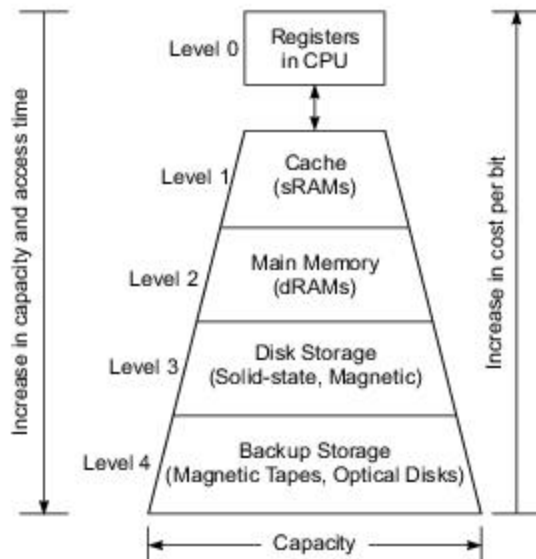 Level 0
Registers
in CPU
Increase in capacity and access time
Increase in cost per bit
Level 1
Cache
(sRAMs)
Level 2
Main Memory
(dRAMs)
Level 3
Disk Storage
(Solid-state, Magnetic)
Level 4
Backup Storage
(Magnetic Tapes, Optical Disks)
Capacity